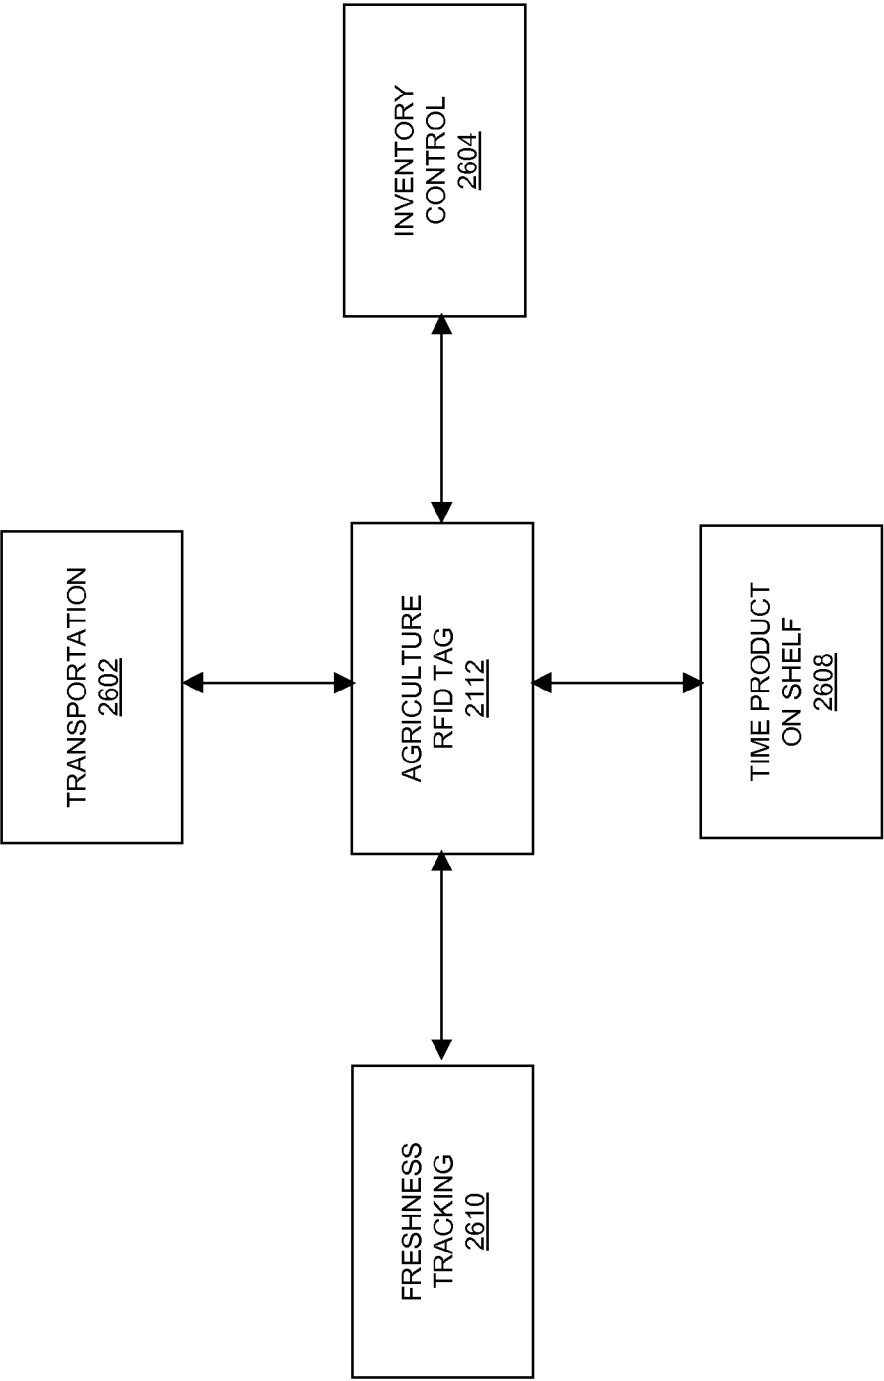 TRANSPORTATION
2602
FRESHNESS
TRACKING
2610
AGRICULTURE
RFID TAG
2112
INVENTORY
CONTROL
2604
TIME PRODUCT
ON SHELF
2608